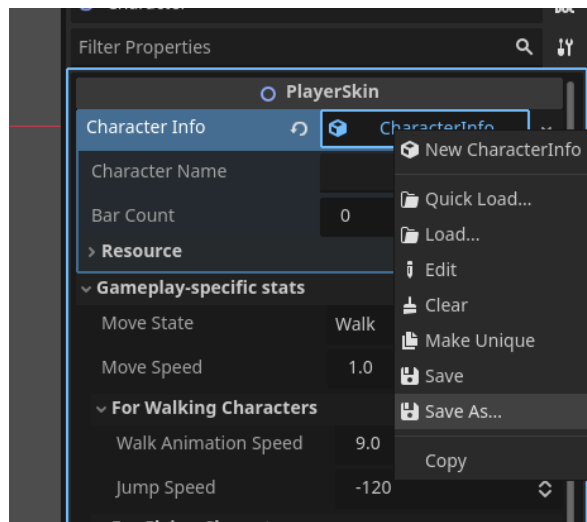 Filter Properties
PlayerSkin
Character Info
CharacterInfo
New CharacterInfo
Character Name
Quick Load...
Bar Count
0
Load...
Resource
Edit
Gameplay-specific stats
Clear
Move State
Walk
Make Unique
Move Speed
1.0
Save
For Walking Characters
Save As...
Walk Animation Speed
9.0
Copy
Jump Speed
-120